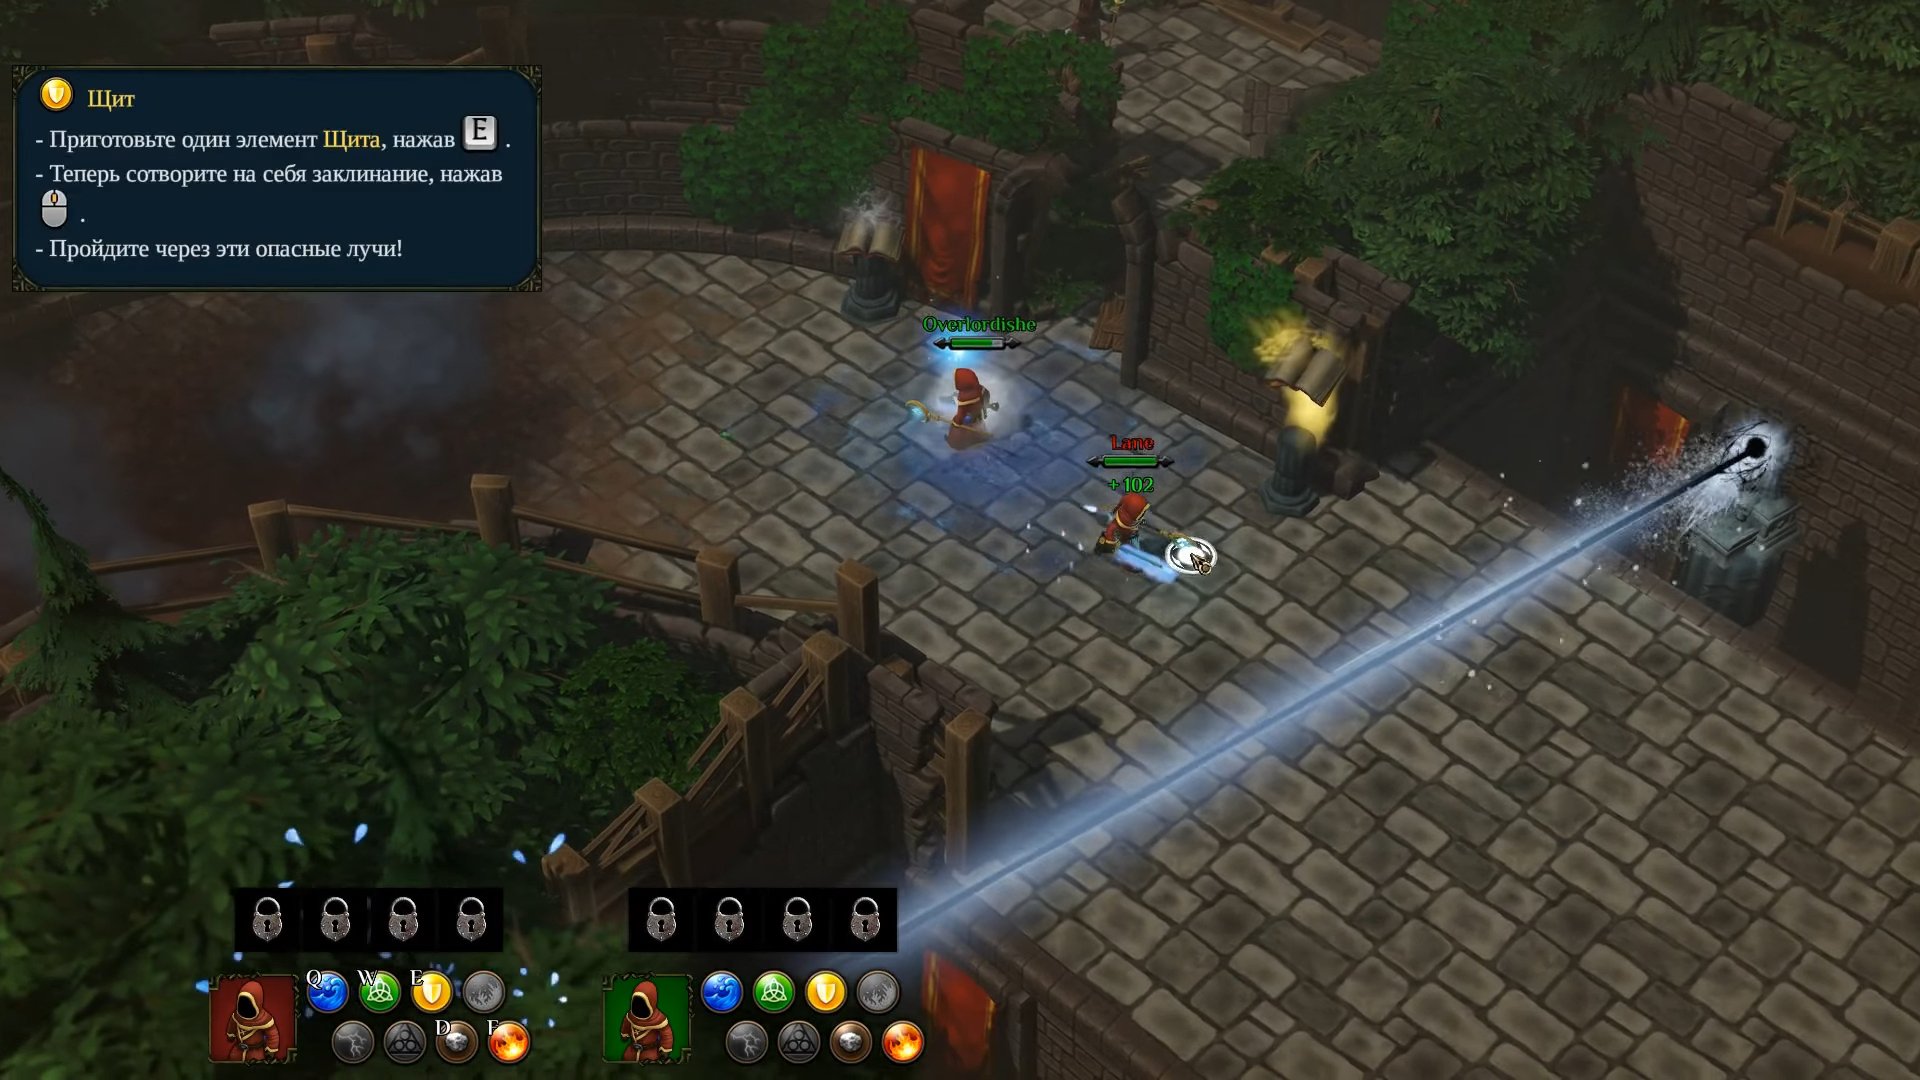 Щит
- Приготовьте один элемент Щита, нажав E .
- Теперь сотворите на себя заклинание, нажав
.
- Пройдите через эти опасные лучи!
Overlordishe
Lane
+102
Q W E
D F